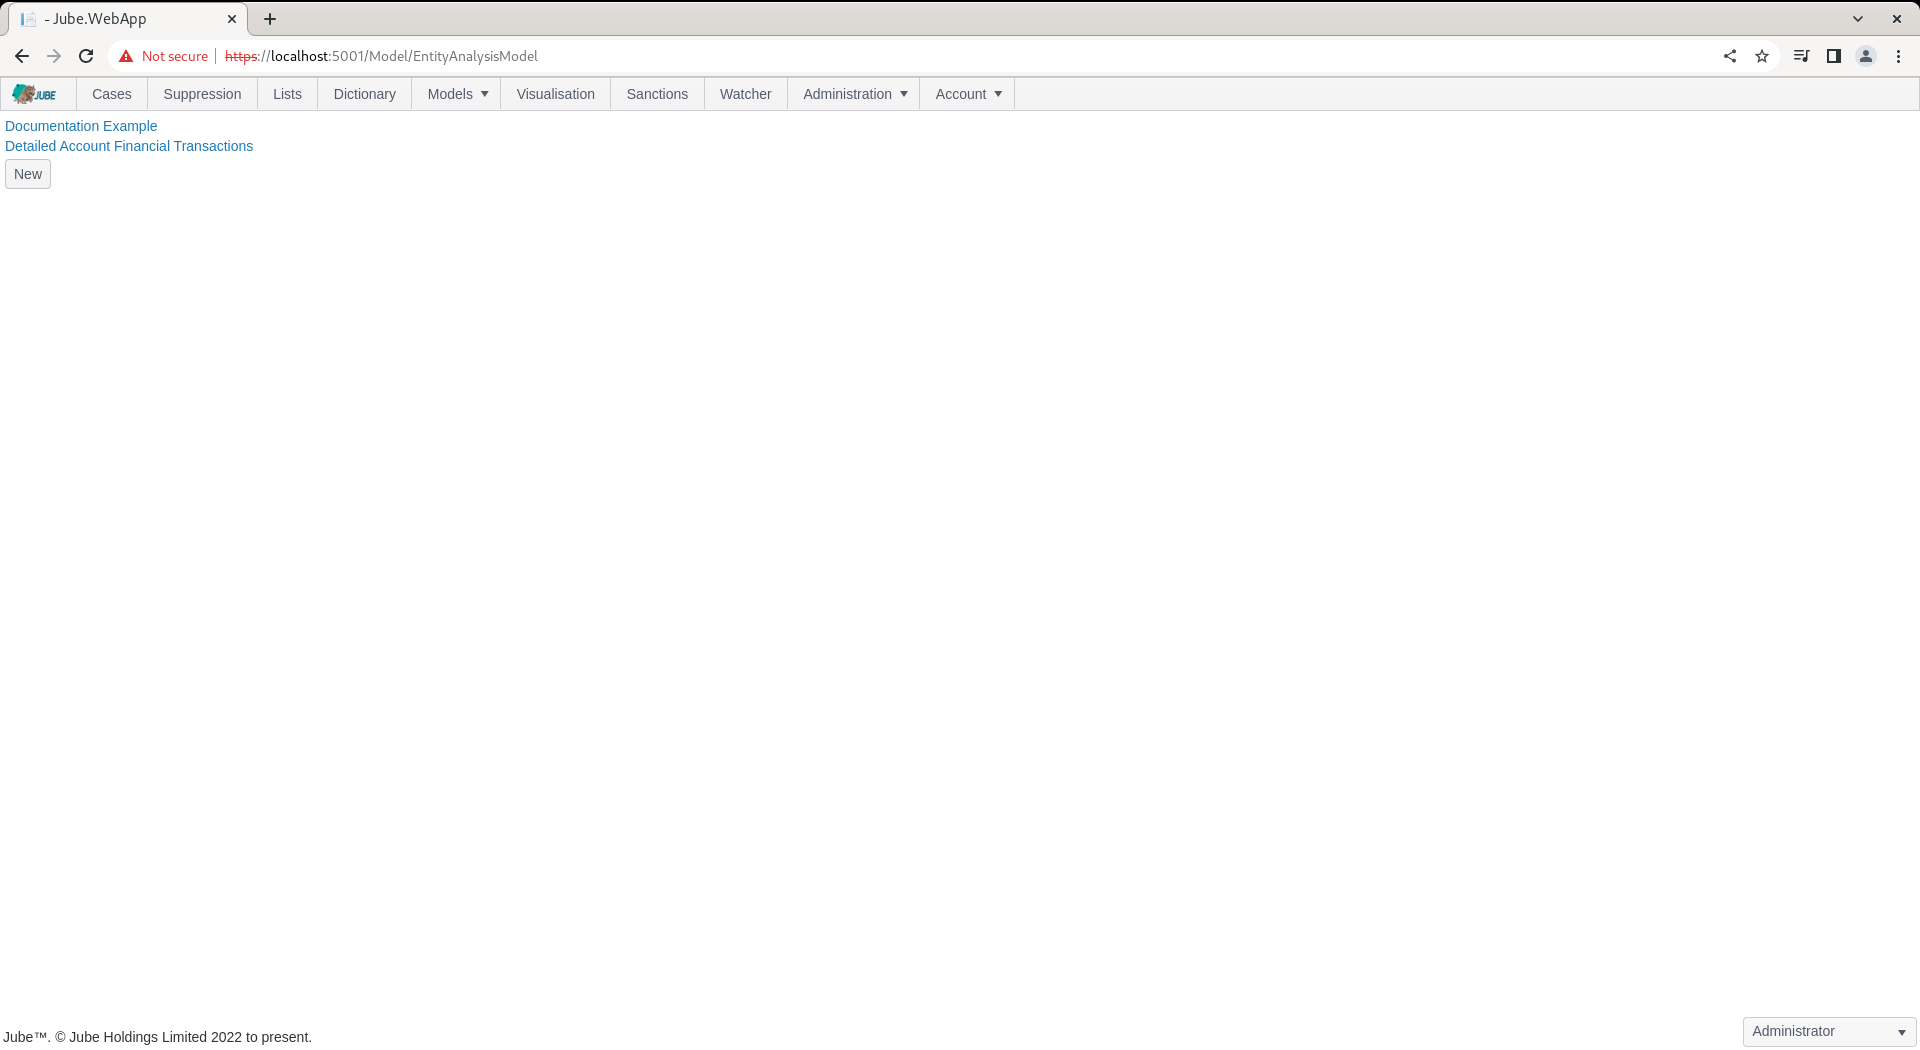 - Jube.WebApp
Not secure https://localhost:5001/Model/EntityAnalysisModel
JUBE Cases Suppression Lists Dictionary Models Visualisation Sanctions Watcher Administration Account
Documentation Example
Detailed Account Financial Transactions
New
Jube™. © Jube Holdings Limited 2022 to present.
Administrator